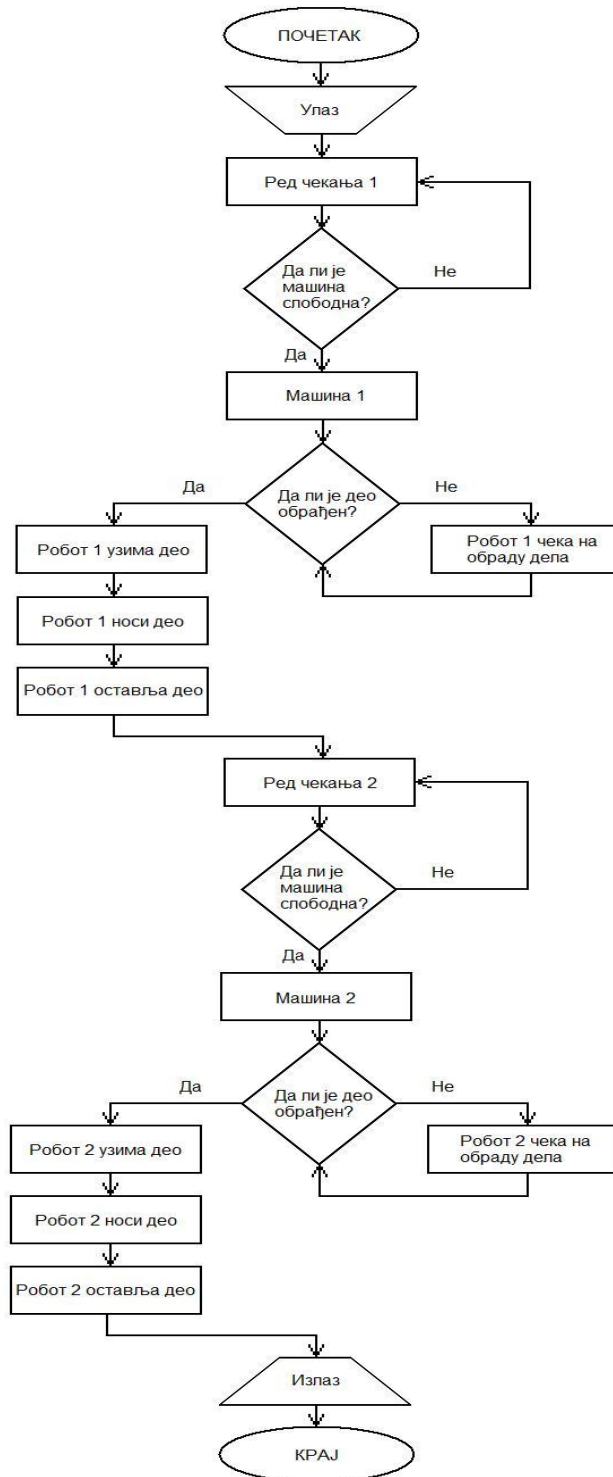 ПОЧЕТАК
Улаз
Ред чекања 1
Да ли је
машина
слободна?
Не
Да
Машина 1
Да ли је део
обрађен?
Да
Не
Робот 1 узима део
Робот 1 чека на
обраду дела
Робот 1 носи део
Робот 1 оставља део
Ред чекања 2
Да ли је
машина
слободна?
Не
Да
Машина 2
Да ли је део
обрађен?
Да
Не
Робот 2 узима део
Робот 2 чека на
обраду дела
Робот 2 носи део
Робот 2 оставља део
Излаз
КРАЈ